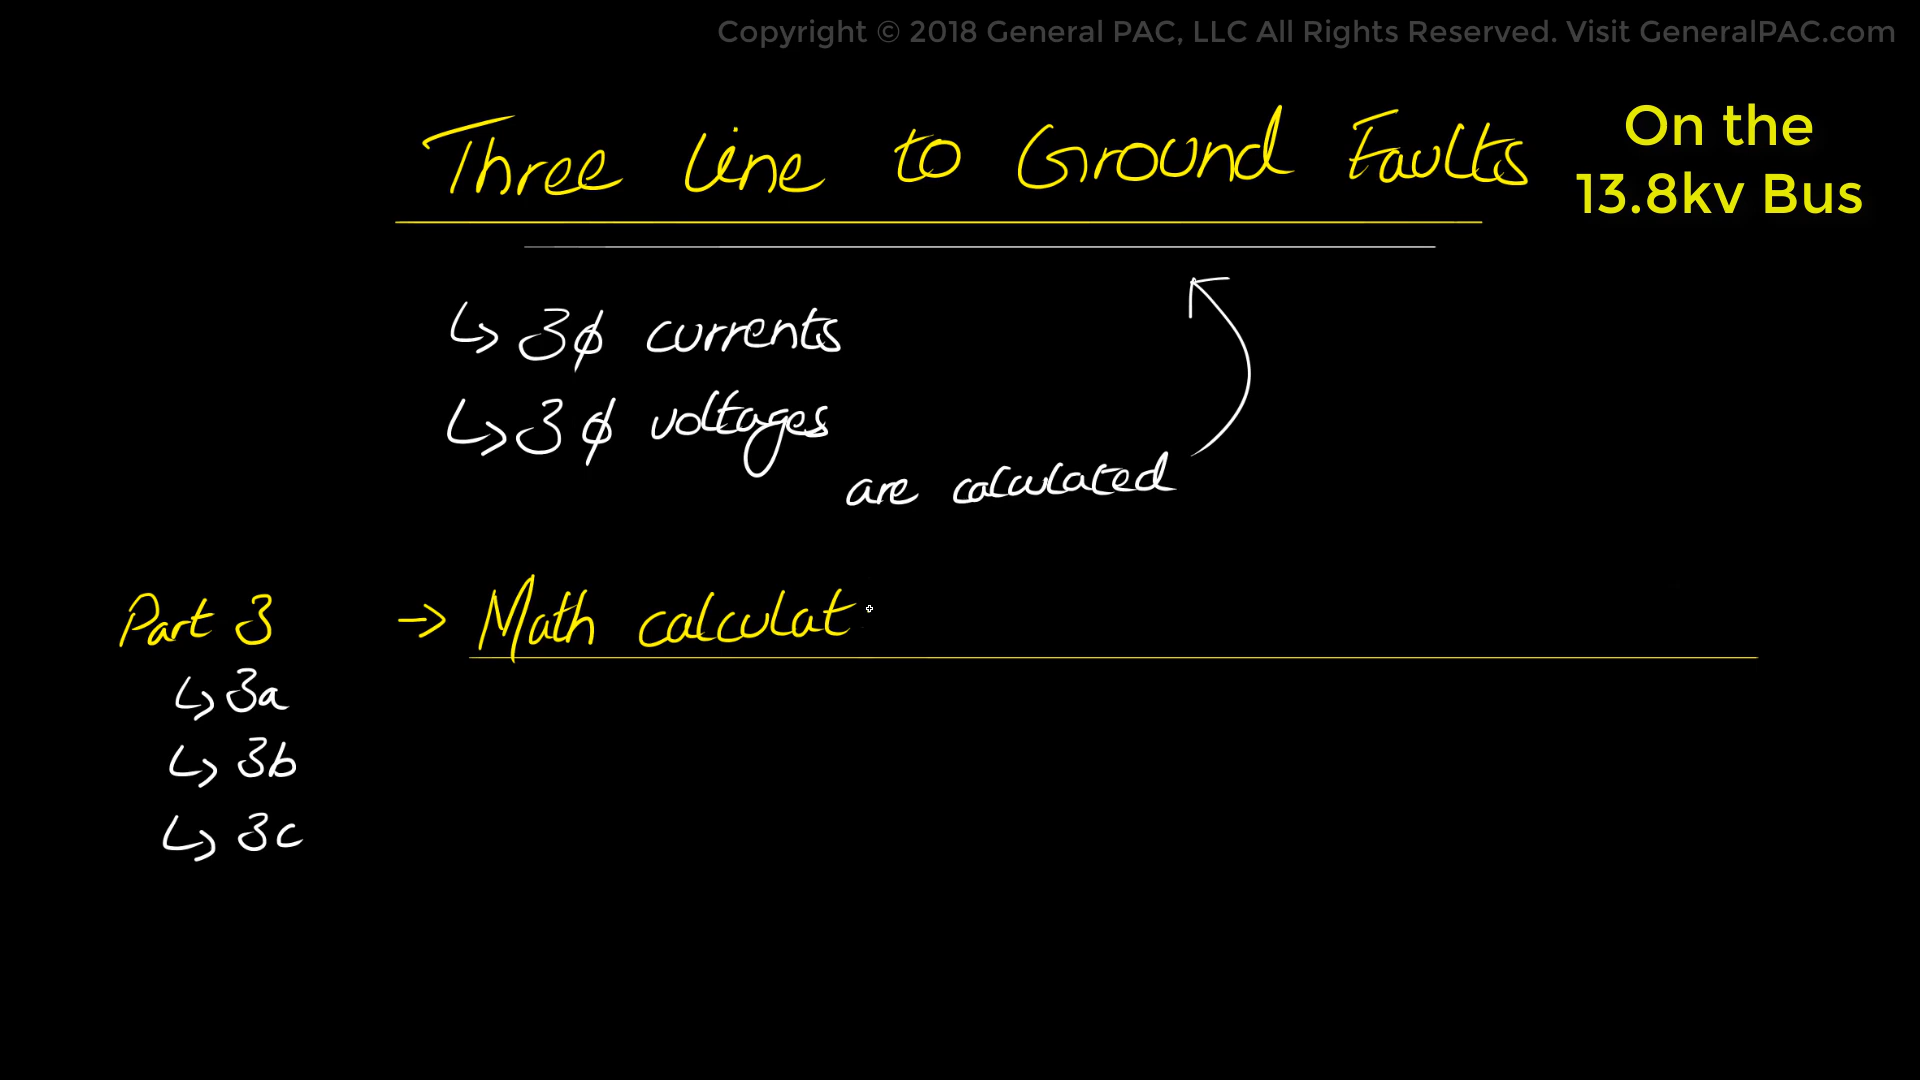 Copyright © 2018 General PAC, LLC All Rights Reserved. Visit GeneralPAC.com
Three Line to Ground Faults
On the
13.8kv Bus
↳ 3ϕ currents
↳ 3ϕ voltages
are calculated
Part 3 → Math calculat
↳ 3a
↳ 3b
↳ 3c